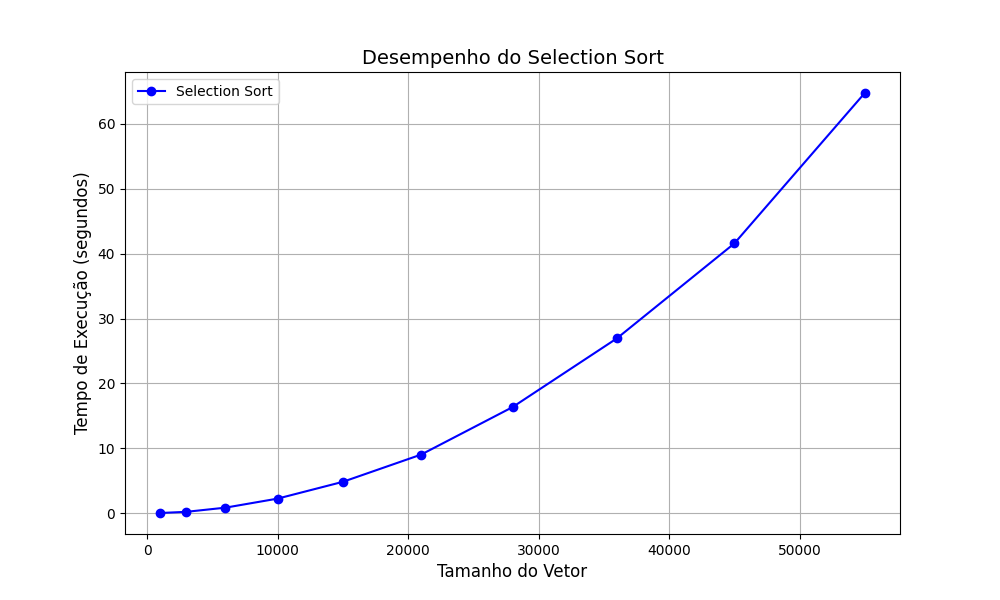 Desempenho do Selection Sort
Selection Sort
60
50
40
30
20
10
0
Tempo de Execução (segundos)
0 10000 20000 30000 40000 50000
Tamanho do Vetor